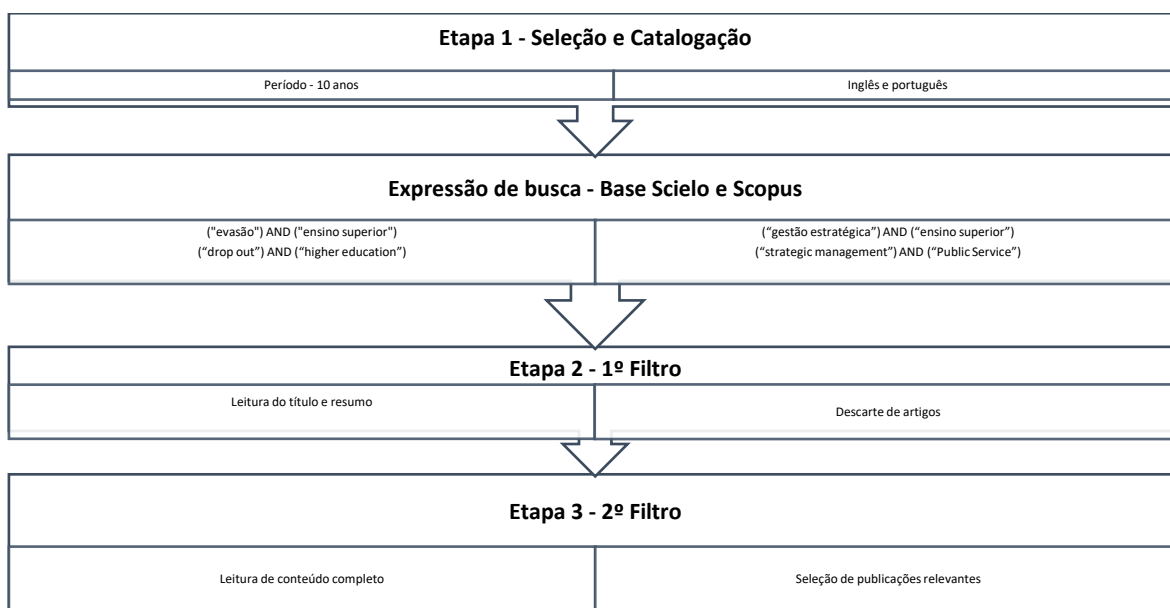 Etapa 1 - Seleção e Catalogação
Período - 10 anos
Inglês e português
Expressão de busca - Base Scielo e Scopus
("evasão") AND ("ensino superior")
(“drop out”) AND (“higher education”)
(“gestão estratégica”) AND (“ensino superior”)
(“strategic management”) AND (“Public Service”)
Etapa 2 - 1º Filtro
Leitura do título e resumo
Descarte de artigos
Etapa 3 - 2º Filtro
Leitura de conteúdo completo
Seleção de publicações relevantes